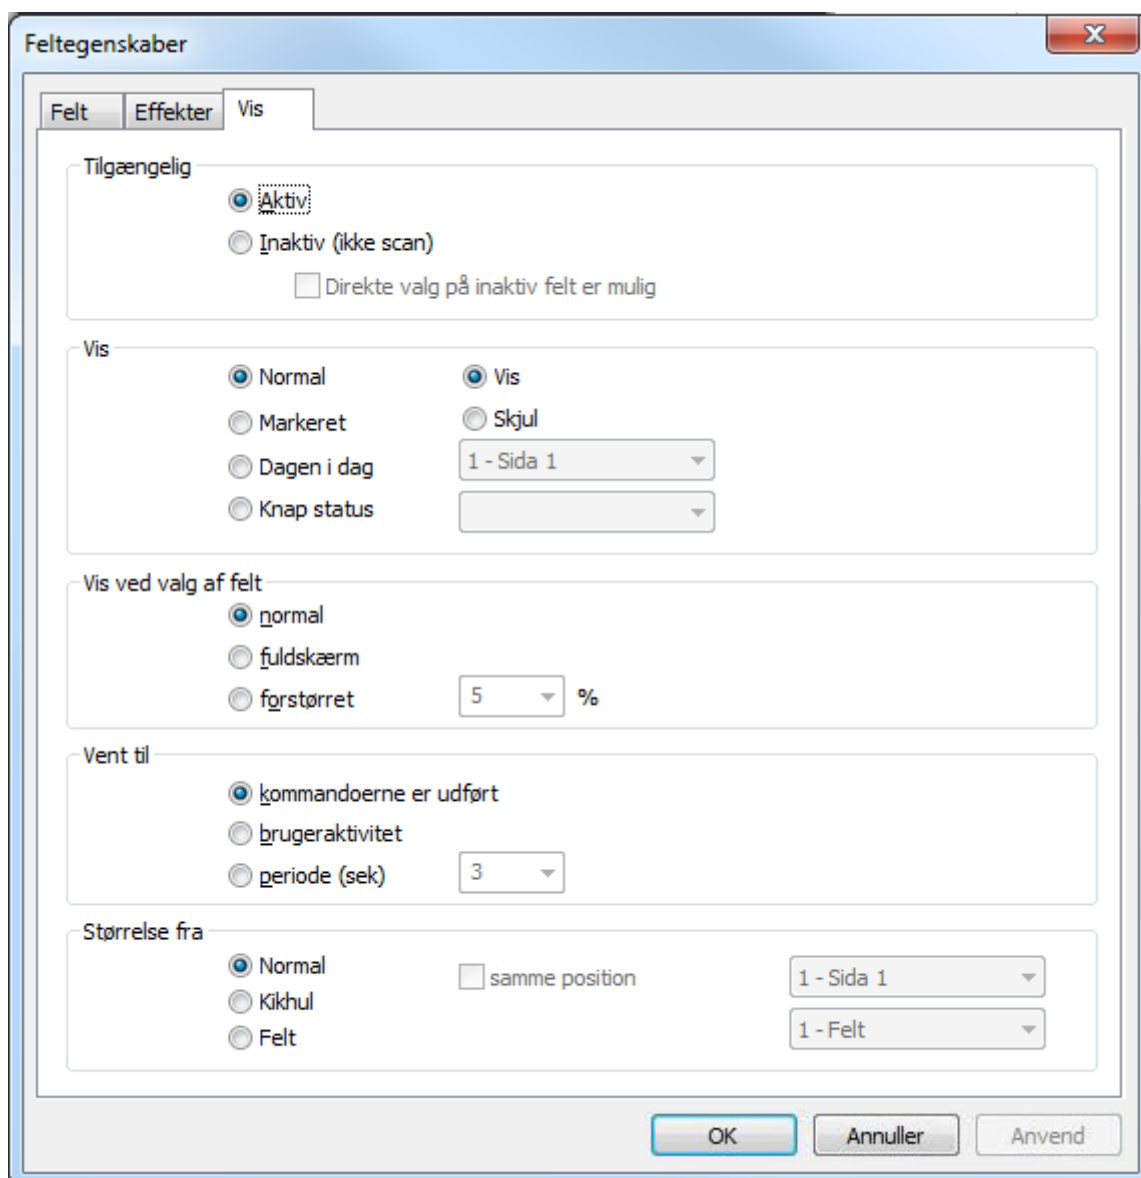 Feltegenskaber
Felt Effekter Vis
Tilgængelig
Aktiv
Inaktiv (ikke scan)
Direkte valg på inaktiv felt er mulig
Vis
Normal Vis
Markeret Skjul
Dagen i dag 1 - Sida 1
Knap status
Vis ved valg af felt
normal
fuldskærm
forstørret 5 %
Vent til
kommandoerne er udført
brugeraktivitet
periode (sek) 3
Størrelse fra
Normal samme position 1 - Sida 1
Kikhul
Felt 1 - Felt
OK Annuller Anvend